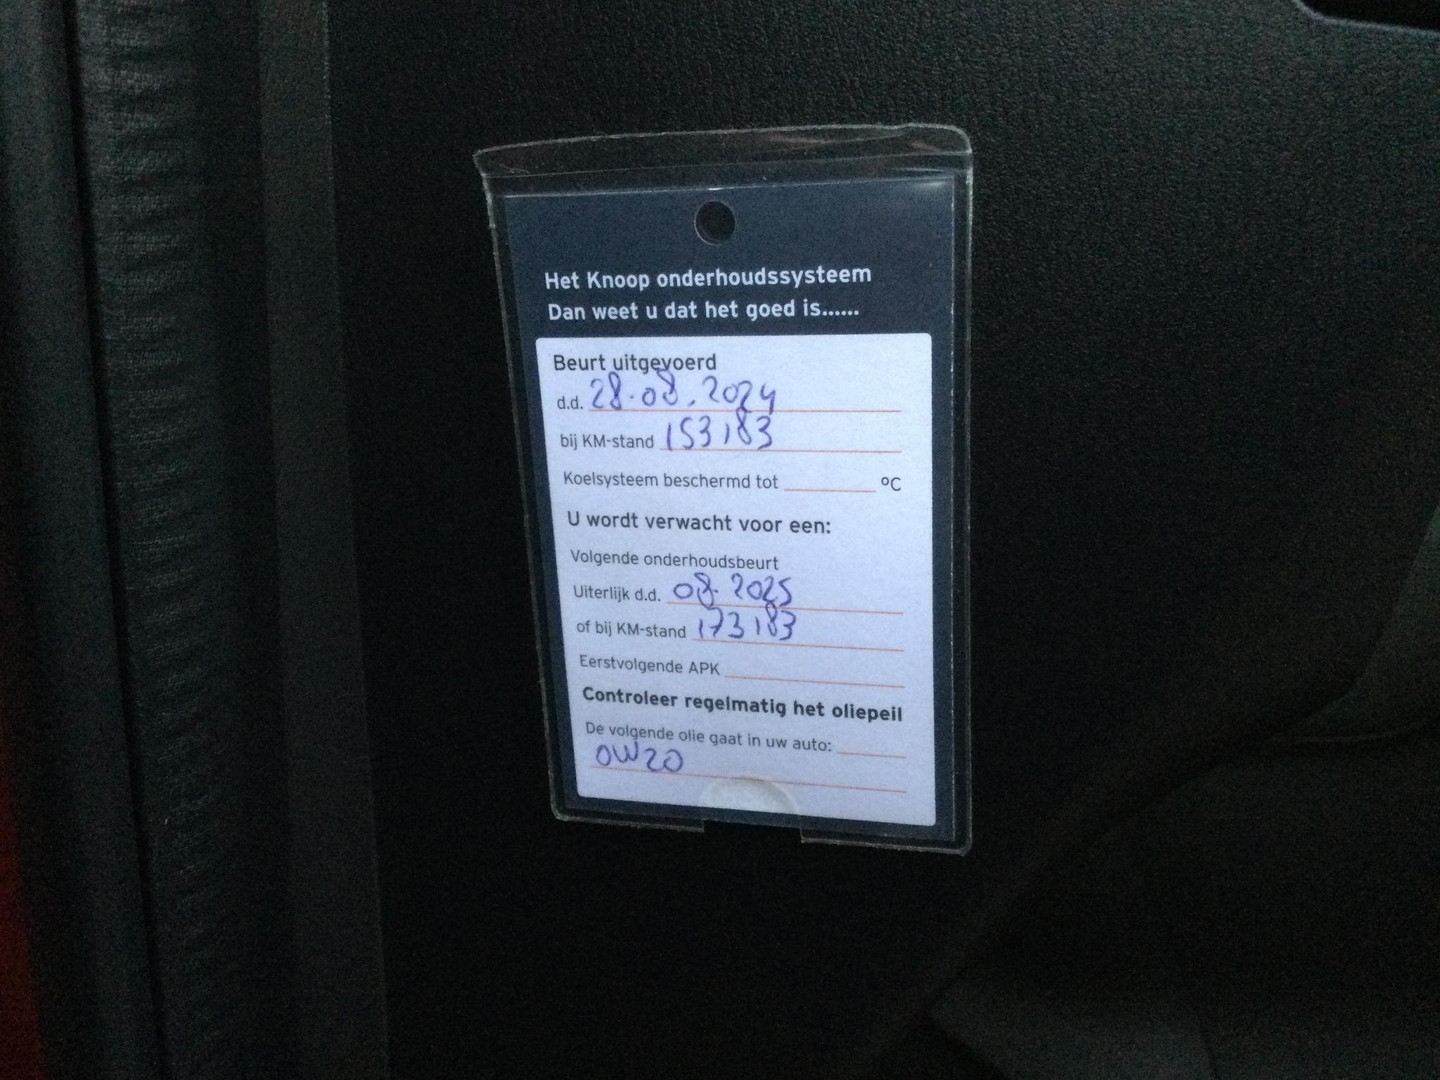 Het Knoop onderhoudssysteem
Dan weet u dat het goed is......
Beurt uitgevoerd
d.d. 28.08.2024
bij KM-stand 153183
Koelsysteem beschermd tot ______ °C
U wordt verwacht voor een:
Volgende onderhoudsbeurt
Uiterlijk d.d. 08.2025
of bij KM-stand 173183
Eerstvolgende APK
Controleer regelmatig het oliepeil
De volgende olie gaat in uw auto:
0W20